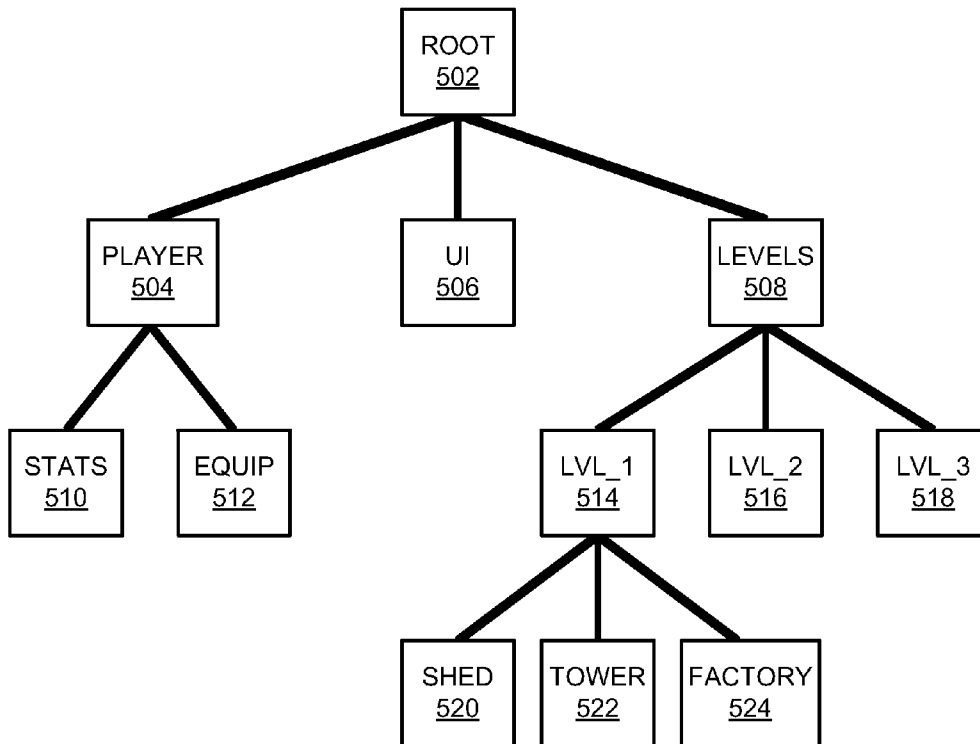 ROOT
502
PLAYER
504
UI
506
LEVELS
508
STATS
510
EQUIP
512
LVL_1
514
LVL_2
516
LVL_3
518
SHED
520
TOWER
522
FACTORY
524